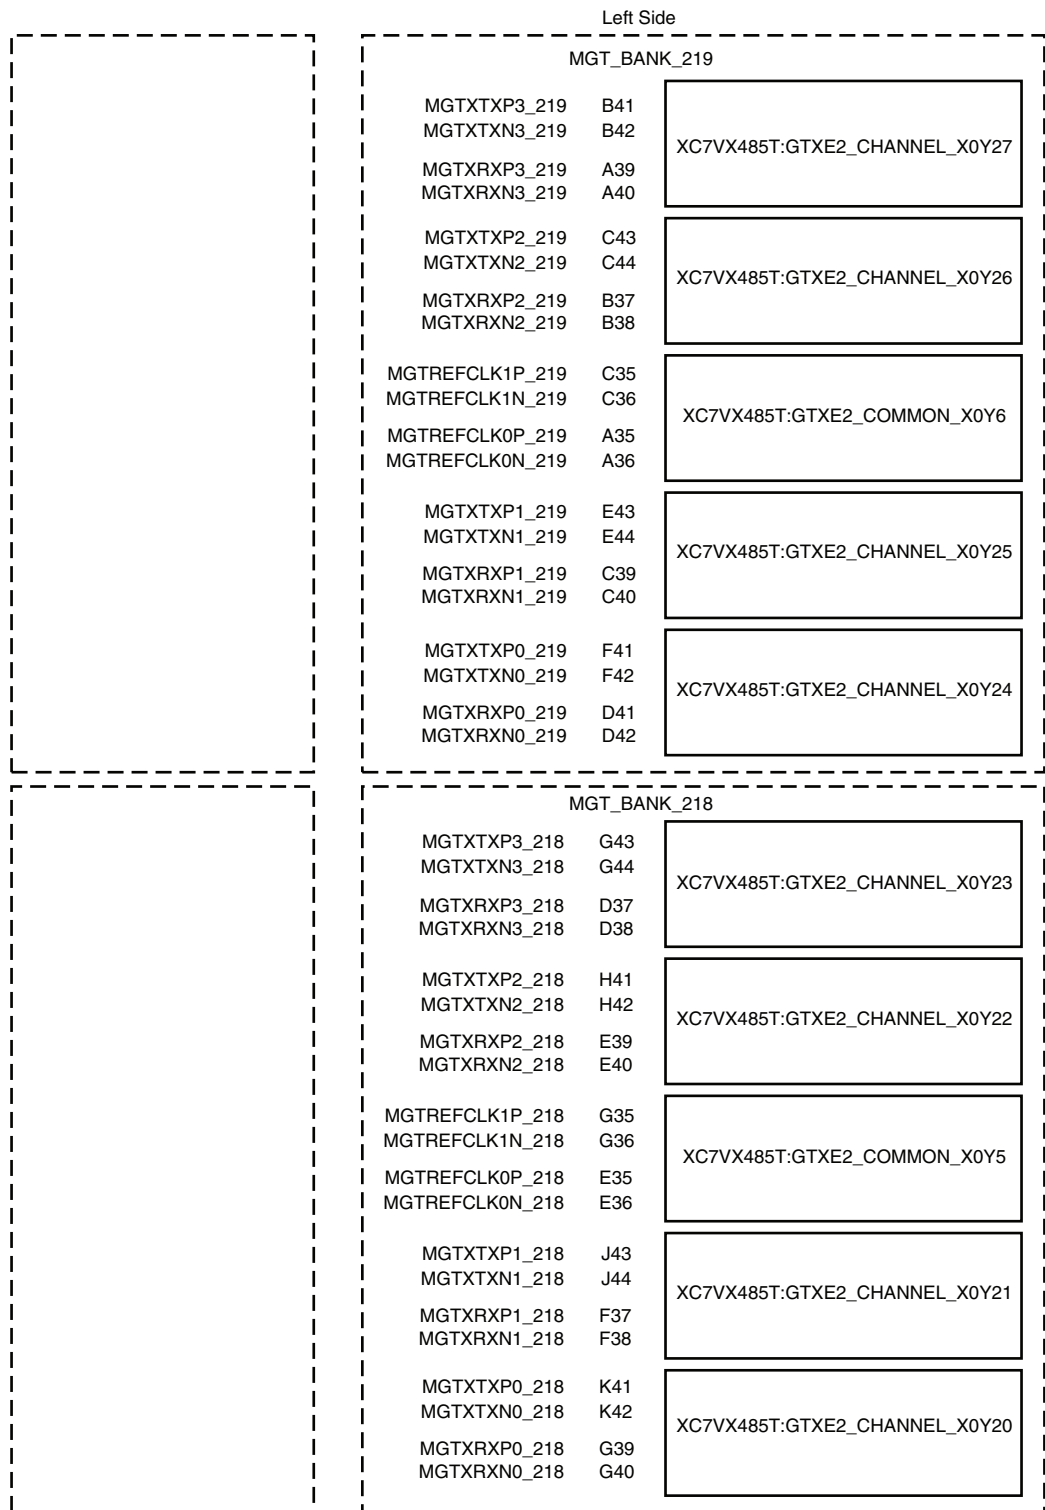 Left Side
MGT_BANK_219
MGTXTXP3_219 B41
MGTXTXN3_219 B42
XC7VX485T:GTXE2_CHANNEL_X0Y27
MGTXRXP3_219 A39
MGTXRXN3_219 A40
MGTXTXP2_219 C43
MGTXTXN2_219 C44
XC7VX485T:GTXE2_CHANNEL_X0Y26
MGTXRXP2_219 B37
MGTXRXN2_219 B38
MGTREFCLK1P_219 C35
MGTREFCLK1N_219 C36
XC7VX485T:GTXE2_COMMON_X0Y6
MGTREFCLK0P_219 A35
MGTREFCLK0N_219 A36
MGTXTXP1_219 E43
MGTXTXN1_219 E44
XC7VX485T:GTXE2_CHANNEL_X0Y25
MGTXRXP1_219 C39
MGTXRXN1_219 C40
MGTXTXP0_219 F41
MGTXTXN0_219 F42
XC7VX485T:GTXE2_CHANNEL_X0Y24
MGTXRXP0_219 D41
MGTXRXN0_219 D42
MGT_BANK_218
MGTXTXP3_218 G43
MGTXTXN3_218 G44
XC7VX485T:GTXE2_CHANNEL_X0Y23
MGTXRXP3_218 D37
MGTXRXN3_218 D38
MGTXTXP2_218 H41
MGTXTXN2_218 H42
XC7VX485T:GTXE2_CHANNEL_X0Y22
MGTXRXP2_218 E39
MGTXRXN2_218 E40
MGTREFCLK1P_218 G35
MGTREFCLK1N_218 G36
XC7VX485T:GTXE2_COMMON_X0Y5
MGTREFCLK0P_218 E35
MGTREFCLK0N_218 E36
MGTXTXP1_218 J43
MGTXTXN1_218 J44
XC7VX485T:GTXE2_CHANNEL_X0Y21
MGTXRXP1_218 F37
MGTXRXN1_218 F38
MGTXTXP0_218 K41
MGTXTXN0_218 K42
XC7VX485T:GTXE2_CHANNEL_X0Y20
MGTXRXP0_218 G39
MGTXRXN0_218 G40